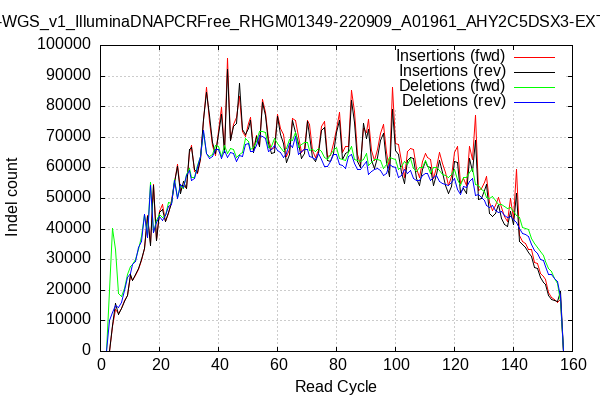 -WGS_v1_IlluminaDNAPCRFree_RHGM01349-220909_A01961_AHY2C5DSX3-EXT
Insertions (fwd)
Insertions (rev)
Deletions (fwd)
Deletions (rev)
100000
90000
80000
70000
60000
50000
40000
30000
20000
10000
0
Indel count
0 20 40 60 80 100 120 140 160
Read Cycle